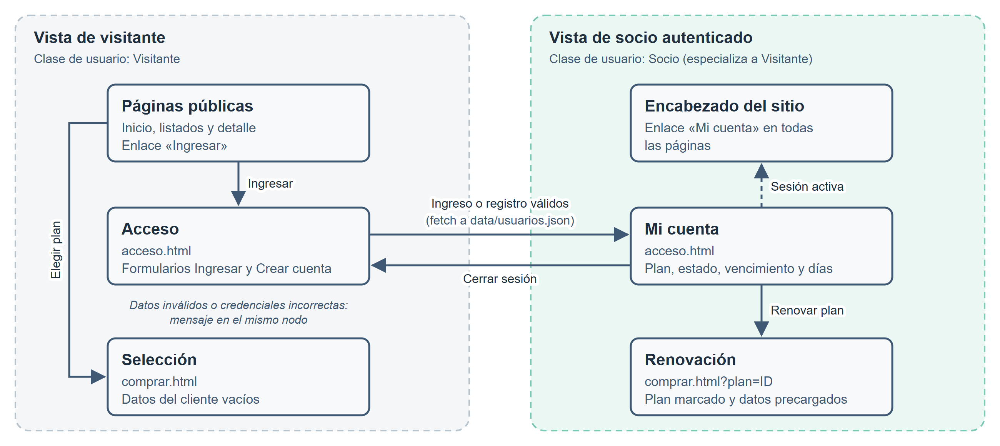 Vista de visitante
Clase de usuario: Visitante
Páginas públicas
Inicio, listados y detalle
Enlace «Ingresar»
Ingresar
Elegir plan
Acceso
acceso.html
Formularios Ingresar y Crear cuenta
Datos inválidos o credenciales incorrectas:
mensaje en el mismo nodo
Selección
comprar.html
Datos del cliente vacíos
Ingreso o registro válidos
(fetch a data/usuarios.json)
Cerrar sesión
Vista de socio autenticado
Clase de usuario: Socio (especializa a Visitante)
Encabezado del sitio
Enlace «Mi cuenta» en todas
las páginas
Sesión activa
Mi cuenta
acceso.html
Plan, estado, vencimiento y días
Renovar plan
Renovación
comprar.html?plan=ID
Plan marcado y datos precargados